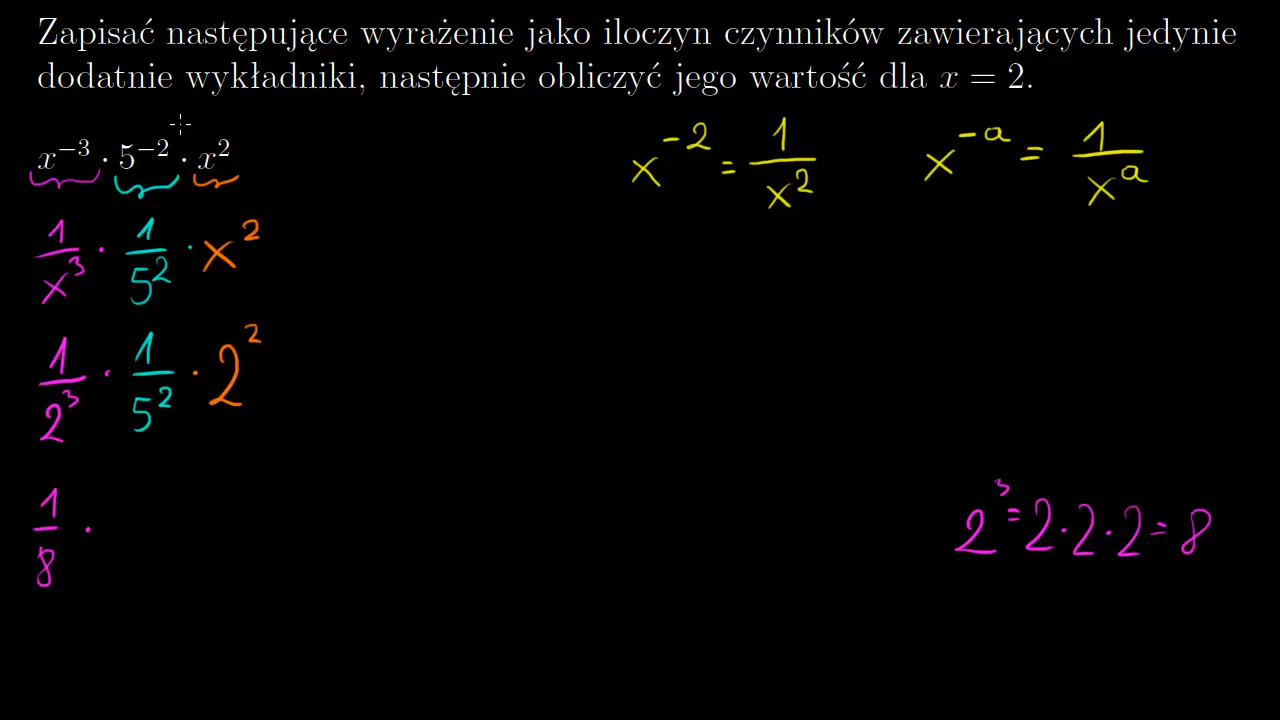 Zapisać następujące wyrażenie jako iloczyn czynników zawierających jedynie
dodatnie wykładniki, następnie obliczyć jego wartość dla x = 2.
x⁻³ · 5⁻² · x²
x⁻² = 1/x²
x⁻ᵃ = 1/xᵃ
1/x³ · 1/5² · x²
1/2³ · 1/5² · 2²
1/8 ·
2³ = 2 · 2 · 2 = 8